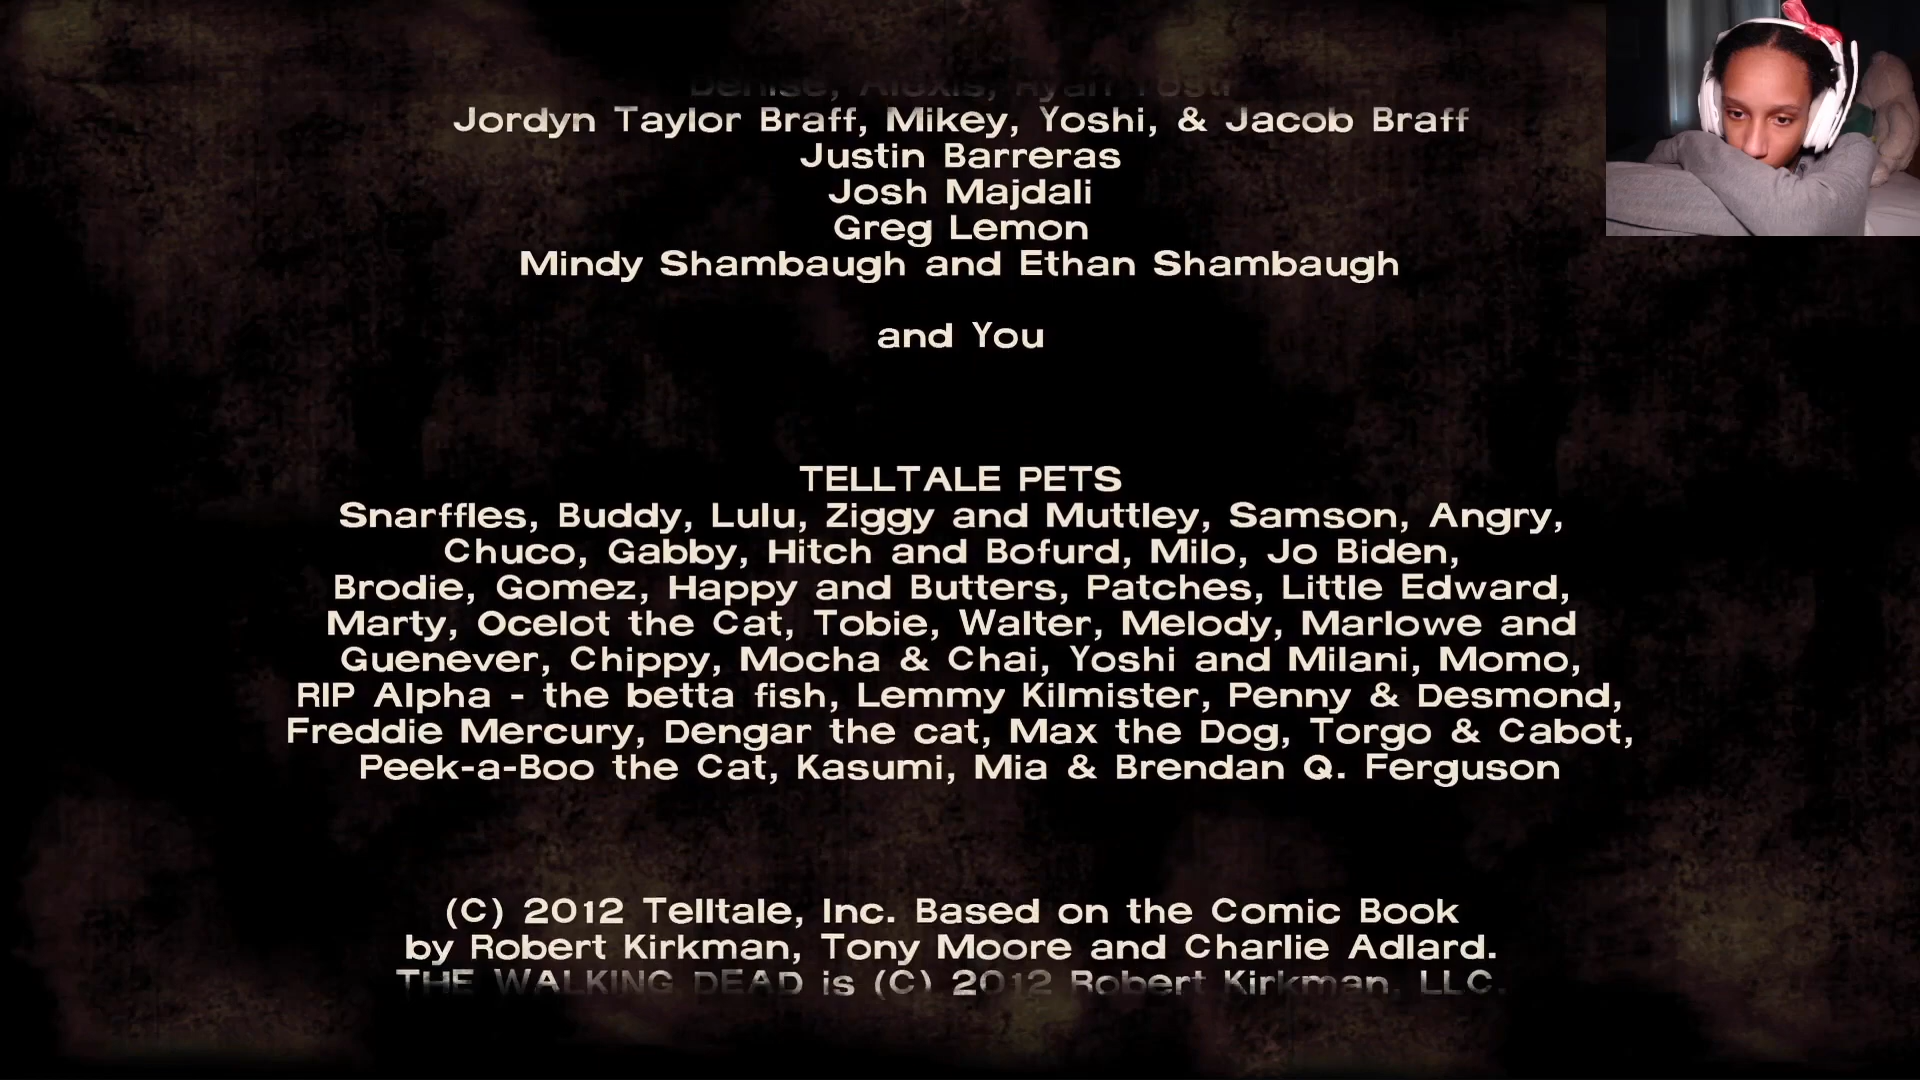 Denise, Alexis, Ryan
Jordyn Taylor Braff, Mikey, Yoshi, & Jacob Braff
Justin Barreras
Josh Majdali
Greg Lemon
Mindy Shambaugh and Ethan Shambaugh
and You
TELLTALE PETS
Snarffles, Buddy, Lulu, Ziggy and Muttley, Samson, Angry,
Chuco, Gabby, Hitch and Bofurd, Milo, Jo Biden,
Brodie, Gomez, Happy and Butters, Patches, Little Edward,
Marty, Ocelot the Cat, Tobie, Walter, Melody, Marlowe and
Guenever, Chippy, Mocha & Chai, Yoshi and Milani, Momo,
RIP Alpha - the betta fish, Lemmy Kilmister, Penny & Desmond,
Freddie Mercury, Dengar the cat, Max the Dog, Torgo & Cabot,
Peek-a-Boo the Cat, Kasumi, Mia & Brendan Q. Ferguson
(C) 2012 Telltale, Inc. Based on the Comic Book
by Robert Kirkman, Tony Moore and Charlie Adlard.
THE WALKING DEAD is (C) 2012 Robert Kirkman, LLC.